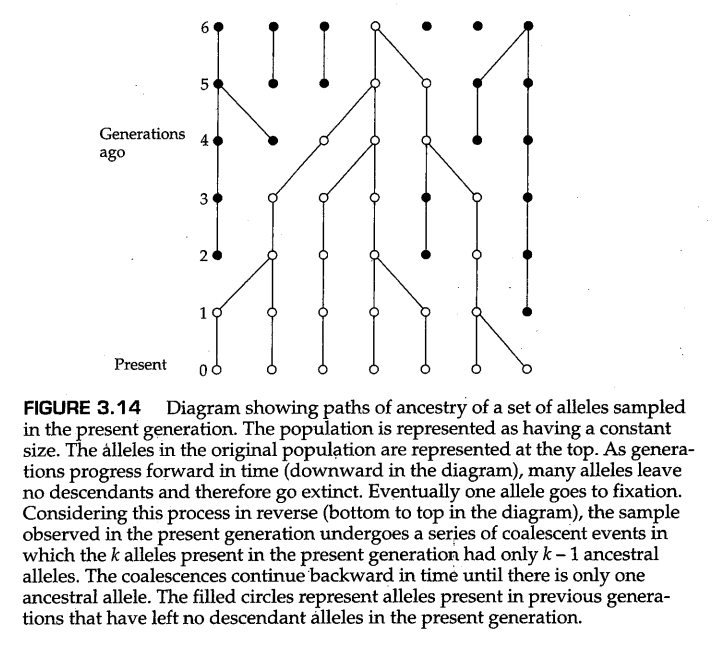 6
5
Generations 4
ago
3
2
1
Present 0
FIGURE 3.14 Diagram showing paths of ancestry of a set of alleles sampled
in the present generation. The population is represented as having a constant
size. The alleles in the original population are represented at the top. As genera-
tions progress forward in time (downward in the diagram), many alleles leave
no descendants and therefore go extinct. Eventually one allele goes to fixation.
Considering this process in reverse (bottom to top in the diagram), the sample
observed in the present generation undergoes a series of coalescent events in
which the k alleles present in the present generation had only k – 1 ancestral
alleles. The coalescences continue backward in time until there is only one
ancestral allele. The filled circles represent alleles present in previous genera-
tions that have left no descendant alleles in the present generation.